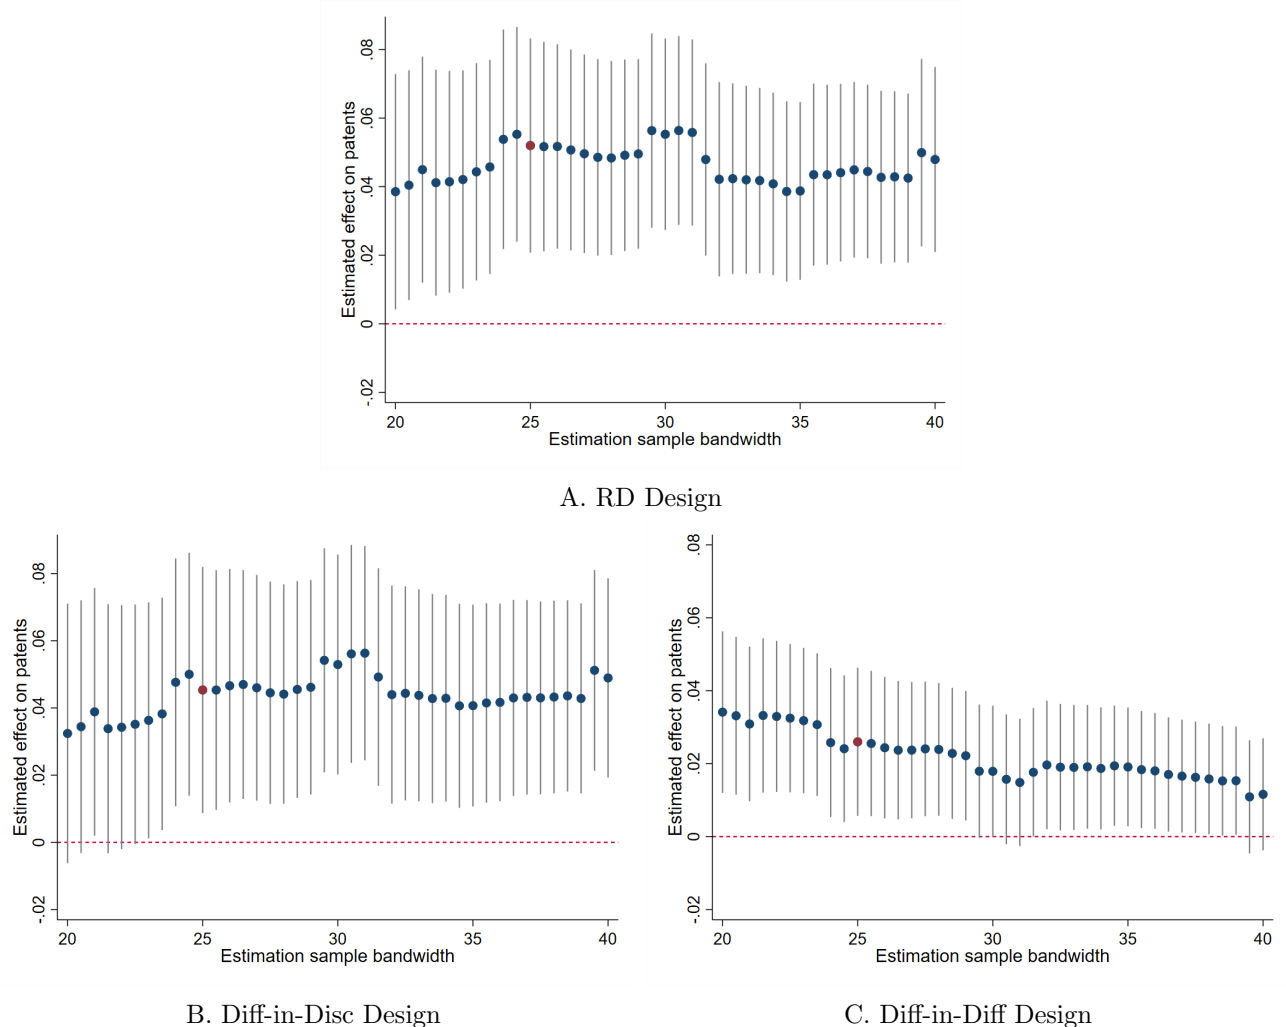 Estimated effect on patents
.08
.06
.04
.02
0
-.02
20 25 30 35 40
Estimation sample bandwidth
A. RD Design
Estimated effect on patents
.08
.06
.04
.02
0
-.02
20 25 30 35 40
Estimation sample bandwidth
B. Diff-in-Disc Design
Estimated effect on patents
.08
.06
.04
.02
0
-.02
20 25 30 35 40
Estimation sample bandwidth
C. Diff-in-Diff Design